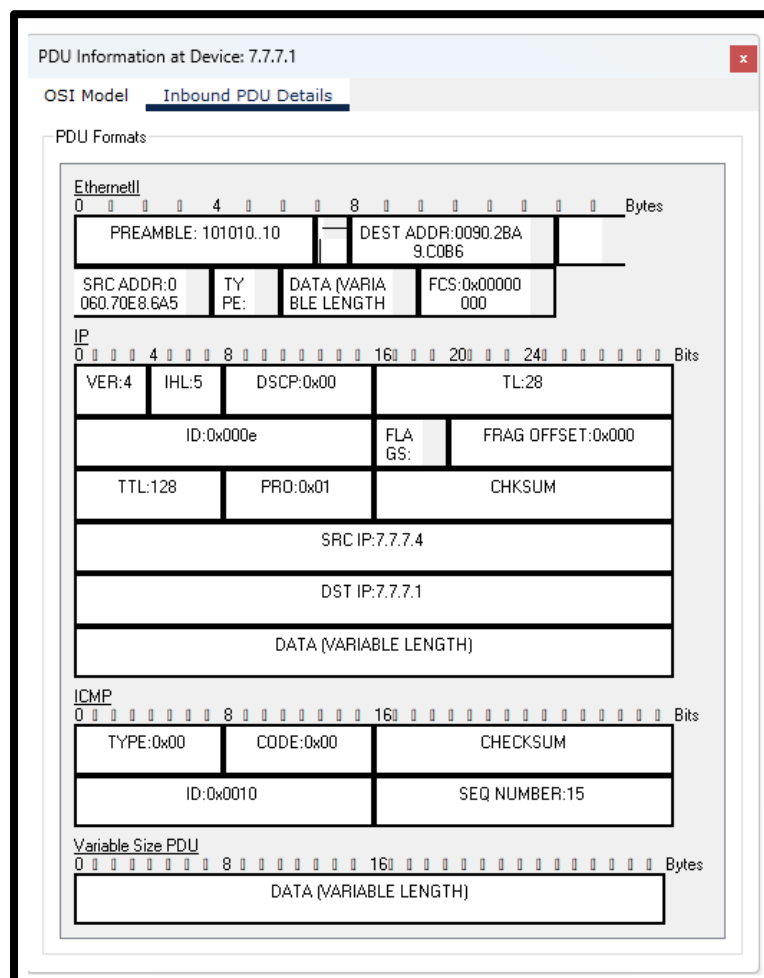 PDU Information at Device: 7.7.7.1
x
OSI Model Inbound PDU Details
PDU Formats
EthernetII
0 4 8 Bytes
PREAMBLE: 101010..10 DEST ADDR:0090.2BA
9.C0B6
SRC ADDR:0 TY DATA (VARIA FCS:0x00000
060.70E8.6A5 PE: BLE LENGTH 000
IP
0 4 8 16 20 24 Bits
VER:4 IHL:5 DSCP:0x00 TL:28
ID:0x000e FLA FRAG OFFSET:0x000
GS:
TTL:128 PRO:0x01 CHKSUM
SRC IP:7.7.7.4
DST IP:7.7.7.1
DATA (VARIABLE LENGTH)
ICMP
0 8 16 Bits
TYPE:0x00 CODE:0x00 CHECKSUM
ID:0x0010 SEQ NUMBER:15
Variable Size PDU
0 8 16 Bytes
DATA (VARIABLE LENGTH)